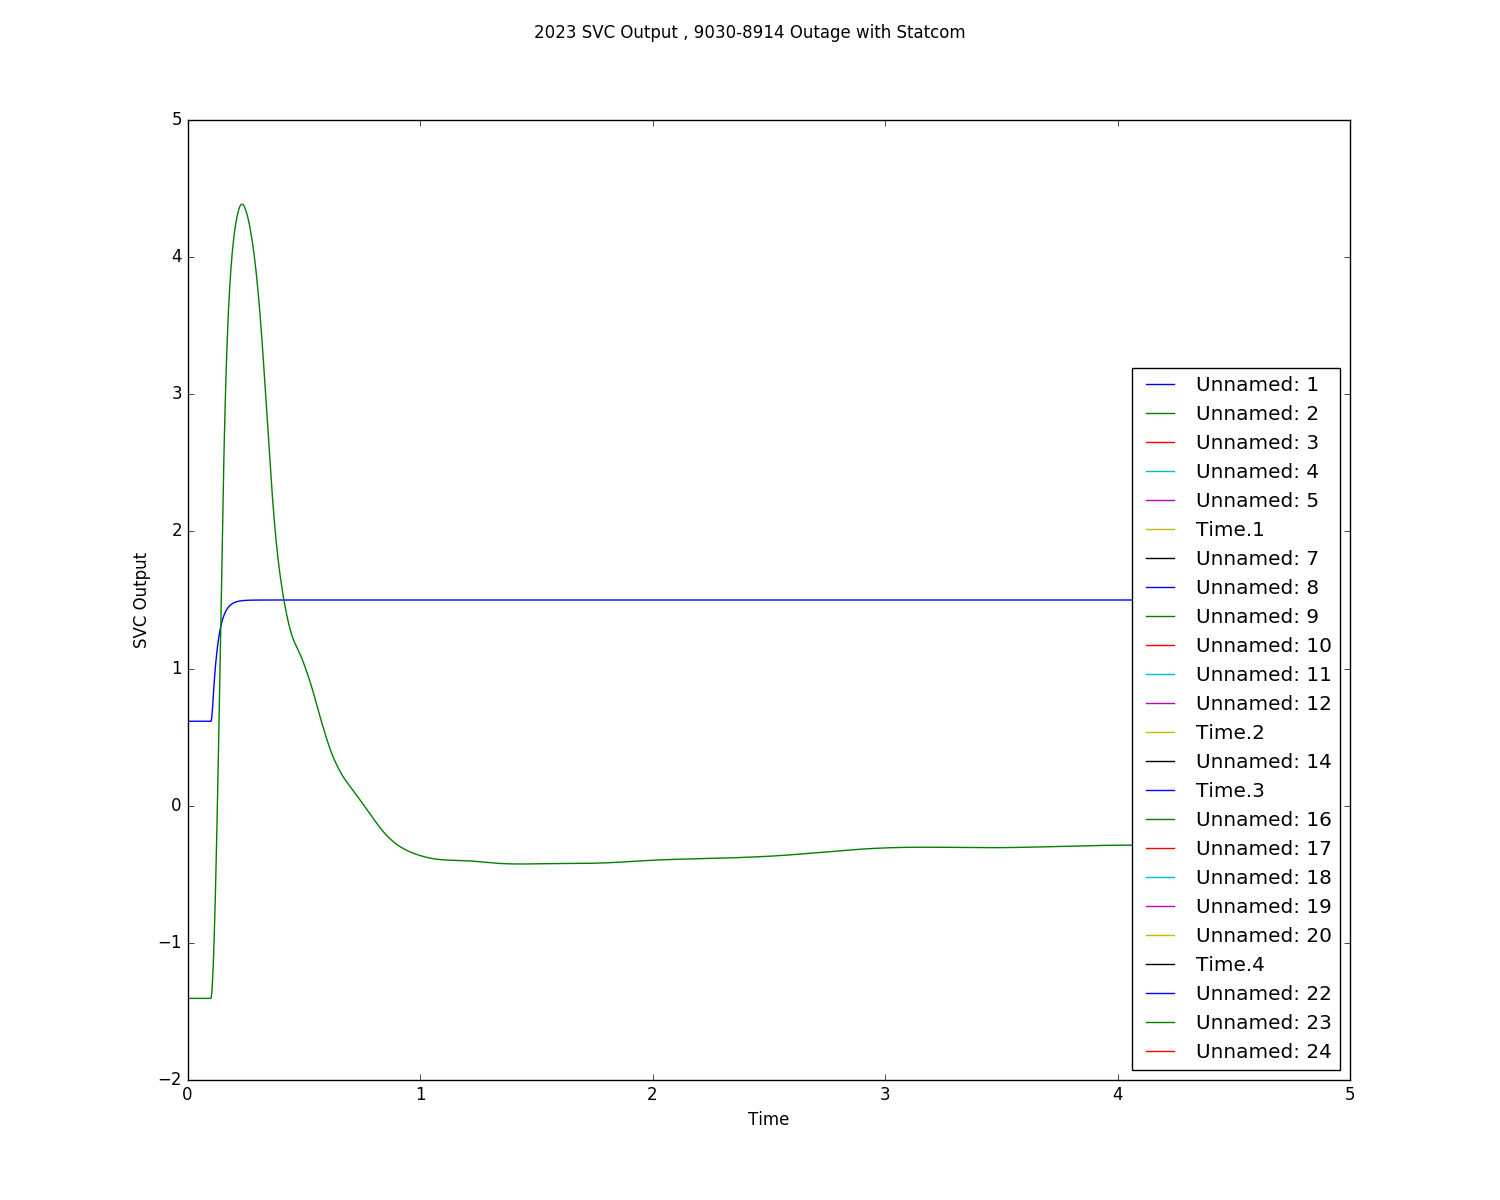 2023 SVC Output , 9030-8914 Outage with Statcom
5
4
3
2
1
0
−1
−2
SVC Output
0 1 2 3 4 5
Time
Unnamed: 1
Unnamed: 2
Unnamed: 3
Unnamed: 4
Unnamed: 5
Time.1
Unnamed: 7
Unnamed: 8
Unnamed: 9
Unnamed: 10
Unnamed: 11
Unnamed: 12
Time.2
Unnamed: 14
Time.3
Unnamed: 16
Unnamed: 17
Unnamed: 18
Unnamed: 19
Unnamed: 20
Time.4
Unnamed: 22
Unnamed: 23
Unnamed: 24